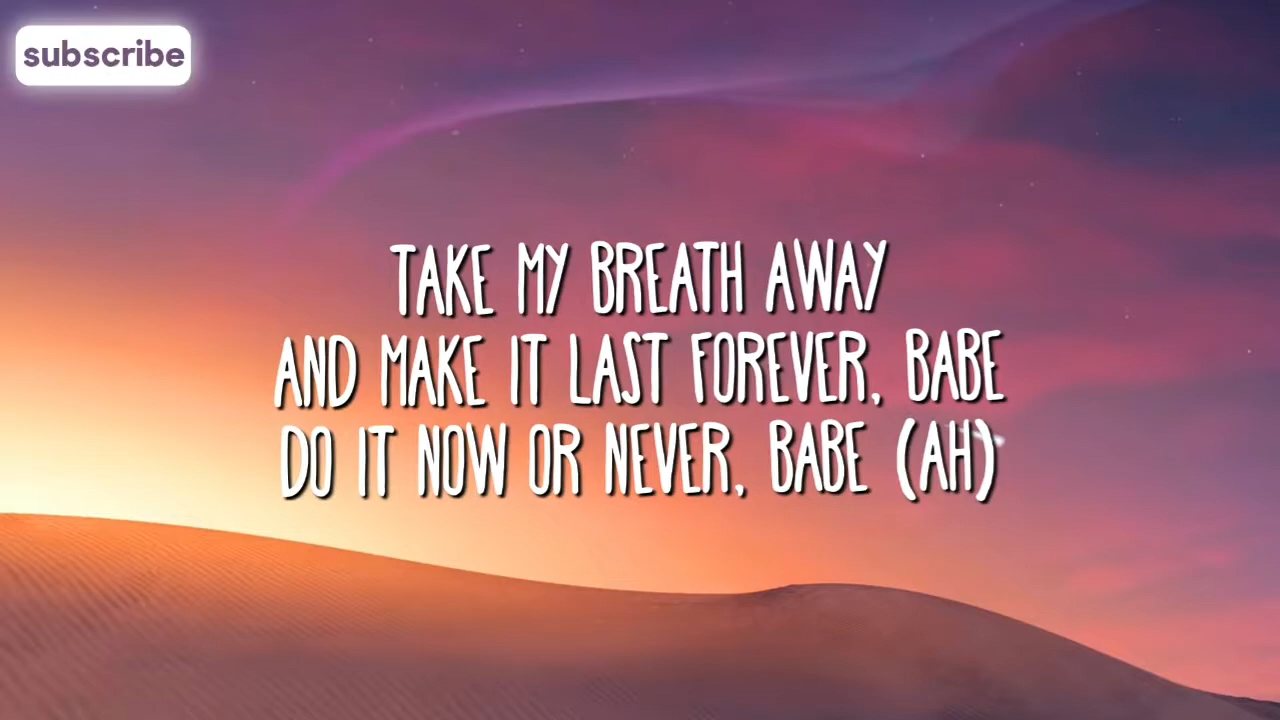 subscribe
TAKE MY BREATH AWAY
AND MAKE IT LAST FOREVER, BABE
DO IT NOW OR NEVER, BABE (AH)